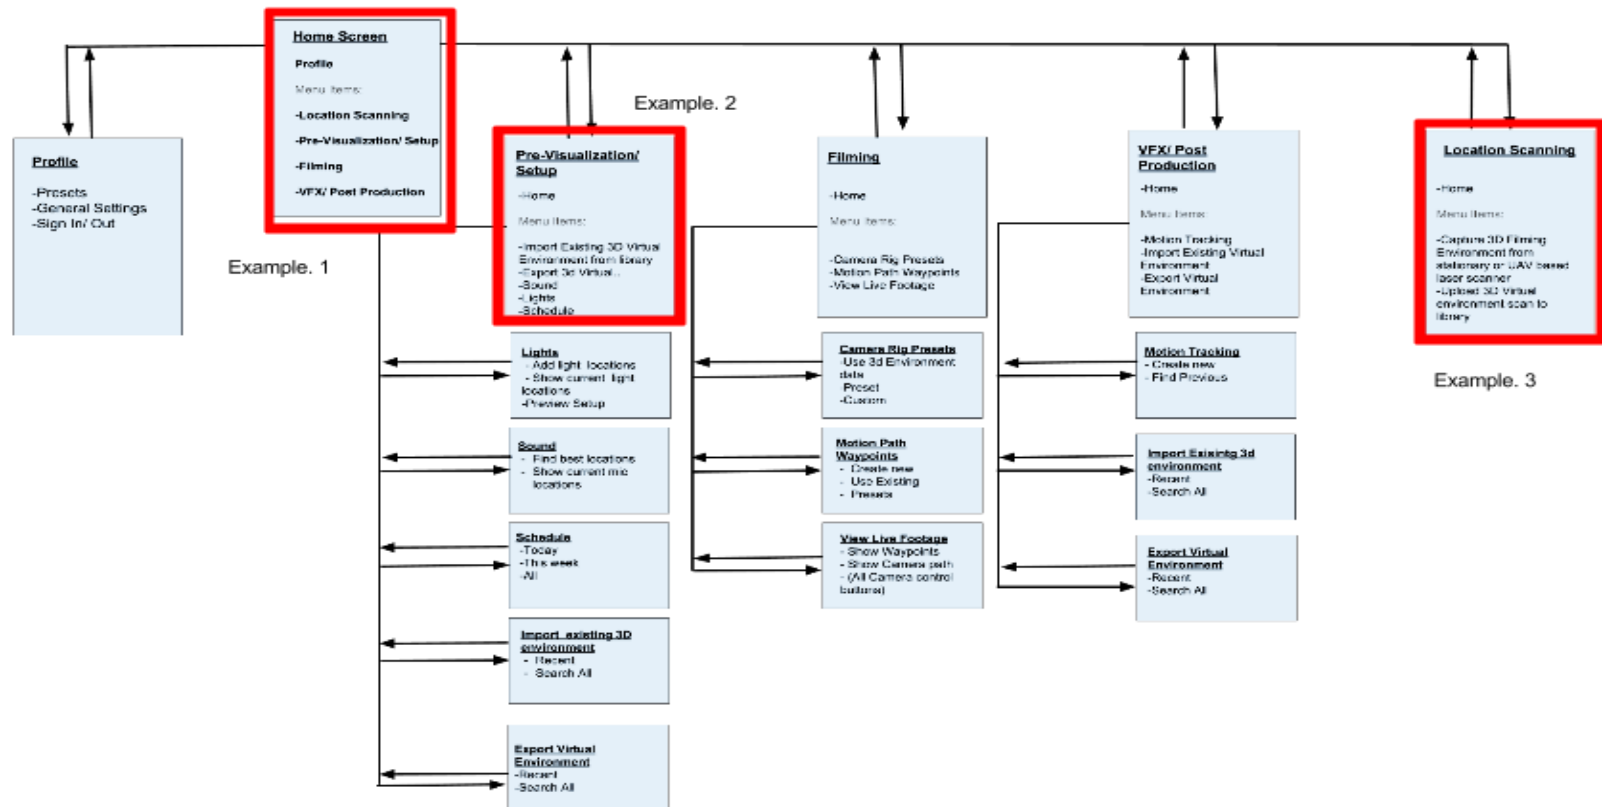 Home Screen
Profile
Menu Items:
-Location Scanning
-Pre-Visualization/ Setup
-Filming
-VFX/ Post Production
Example. 1
Profile
-Presets
-General Settings
-Sign In/ Out
Example. 2
Pre-Visualization/
Setup
-Home
Menu Items:
-Import Existing 3D Virtual
Environment from library
-Export 3d Virtual..
-Sound
-Lights
-Schedule
Lights
- Add light locations
- Show current light
locations
-Preview Setup
Sound
- Find best locations
- Show current mic
locations
Schedule
-Today
-This week
-All
Import existing 3D
environment
- Recent
- Search All
Export Virtual
Environment
-Recent
-Search All
Filming
-Home
Menu Items:
-Camera Rig Presets
-Motion Path Waypoints
-View Live Footage
Camera Rig Presets
-Use 3d Environment
data
-Preset
-Custom
Motion Path
Waypoints
- Create new
- Use Existing
- Presets
View Live Footage
- Show Waypoints
- Show Camera path
- (All Camera control
buttons)
VFX/ Post
Production
-Home
Menu Items:
-Motion Tracking
-Import Existing Virtual
Environment
-Export Virtual
Environment
Motion Tracking
- Create new
- Find Previous
Import Exisintg 3d
environment
-Recent
-Search All
Export Virtual
Environment
-Recent
-Search All
Location Scanning
-Home
Menu Items:
-Capture 3D Filming
Environment from
stationary or UAV based
laser scanner
-Upload 3D Virtual
environment scan to
library
Example. 3